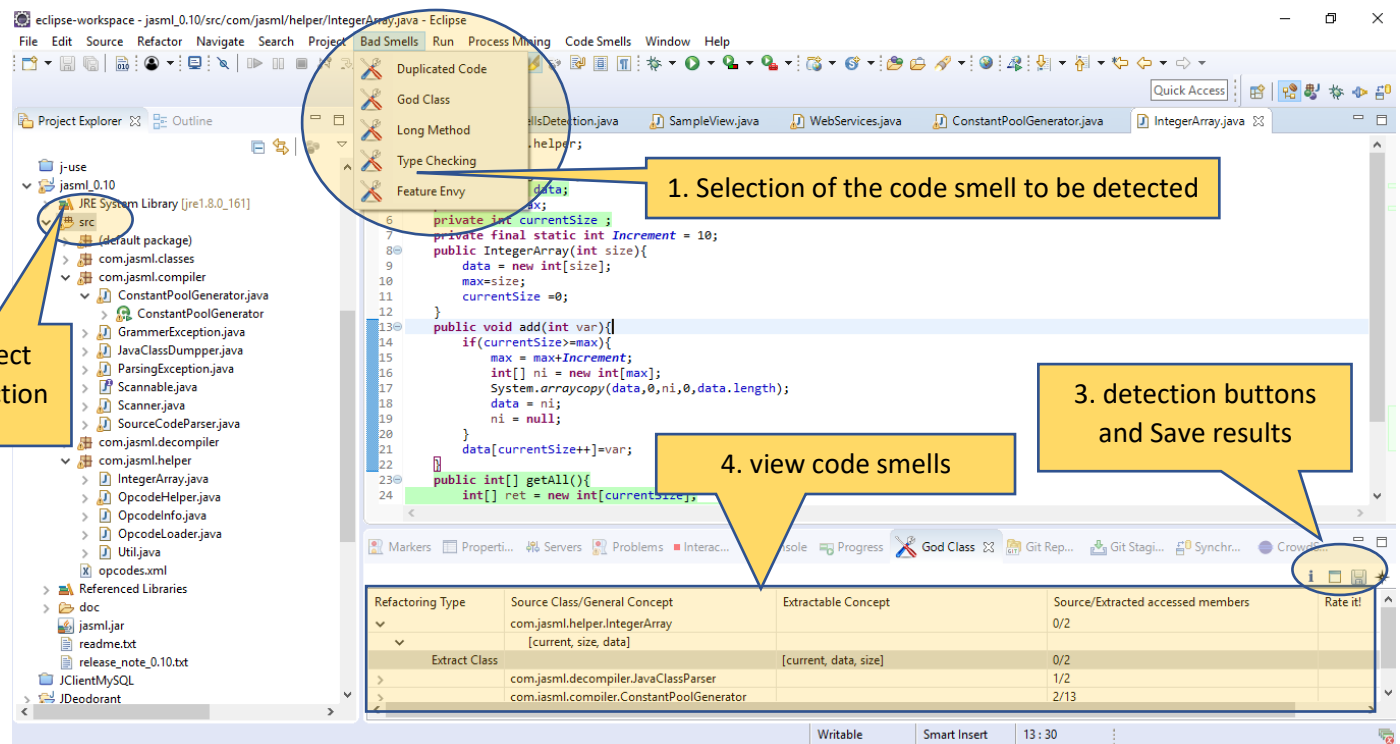 eclipse-workspace - jasml_0.10/src/com/jasml/helper/IntegerArray.java - Eclipse
File Edit Source Refactor Navigate Search Project Bad Smells Run Process Mining Code Smells Window Help
Duplicated Code
God Class
Long Method
Type Checking
Feature Envy
Quick Access
Project Explorer Outline
llsDetection.java SampleView.java WebServices.java ConstantPoolGenerator.java IntegerArray.java
j-use
jasml_0.10
JRE System Library [jre1.8.0_161]
src
(default package)
com.jasml.classes
com.jasml.compiler
ConstantPoolGenerator.java
ConstantPoolGenerator
GrammerException.java
JavaClassDumpper.java
ParsingException.java
Scannable.java
Scanner.java
SourceCodeParser.java
com.jasml.decompiler
com.jasml.helper
IntegerArray.java
OpcodeHelper.java
OpcodeInfo.java
OpcodeLoader.java
Util.java
opcodes.xml
Referenced Libraries
doc
jasml.jar
readme.txt
release_note_0.10.txt
JClientMySQL
JDeodorant
ect
tion
1. Selection of the code smell to be detected
.helper;
data;
ax;
6 private int currentSize ;
7 private final static int Increment = 10;
8 public IntegerArray(int size){
9 data = new int[size];
10 max=size;
11 currentSize =0;
12 }
13 public void add(int var){
14 if(currentSize>=max){
15 max = max+Increment;
16 int[] ni = new int[max];
17 System.arraycopy(data,0,ni,0,data.length);
18 data = ni;
19 ni = null;
20 }
21 data[currentSize++]=var;
22 }
23 public int[] getAll(){
24 int[] ret = new int[currentSize];
3. detection buttons
and Save results
4. view code smells
Markers Properti... Servers Problems Interac... nsole Progress God Class Git Rep... Git Stagi... Synchr... CrowdS...
Refactoring Type Source Class/General Concept Extractable Concept Source/Extracted accessed members Rate it!
com.jasml.helper.IntegerArray 0/2
[current, size, data]
Extract Class [current, data, size] 0/2
com.jasml.decompiler.JavaClassParser 1/2
com.jasml.compiler.ConstantPoolGenerator 2/13
Writable Smart Insert 13 : 30